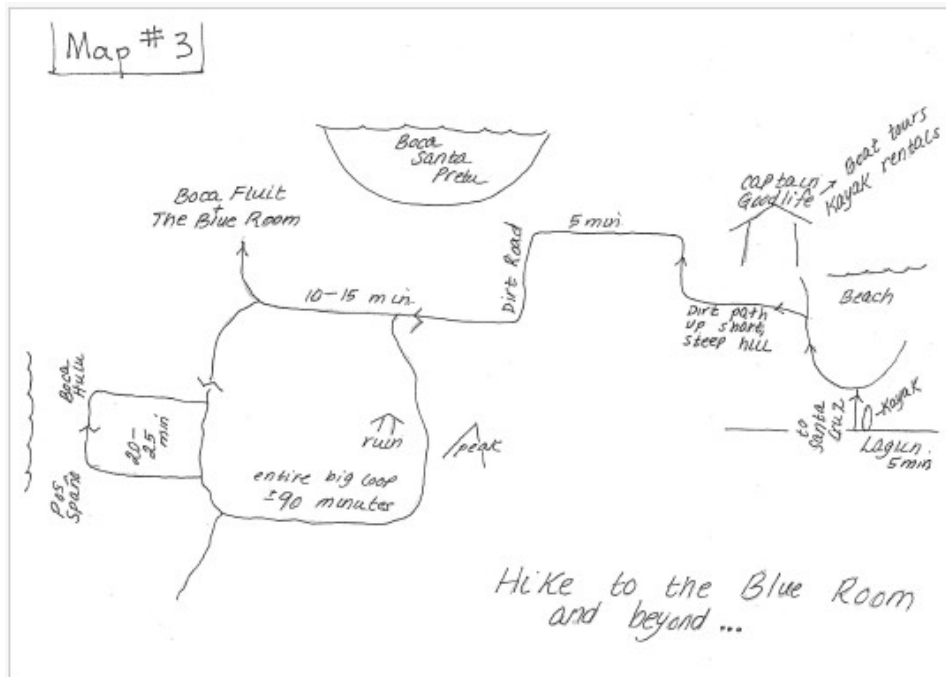 Map #3
Boca
Santa
Pretu
Boca Fluit
+
The Blue Room
Captain
Goodlife
Boat tours
Kayak rentals
5 min
Dirt Road
10-15 min
Beach
Dirt path
up short,
steep hill
to
Santa
Cruz
Kayak
Lagun
5 min
Boca
Hulu
20-
25
min
Pos
Spaño
ruin
peak
entire big loop
±90 minutes
Hike to the Blue Room
and beyond...